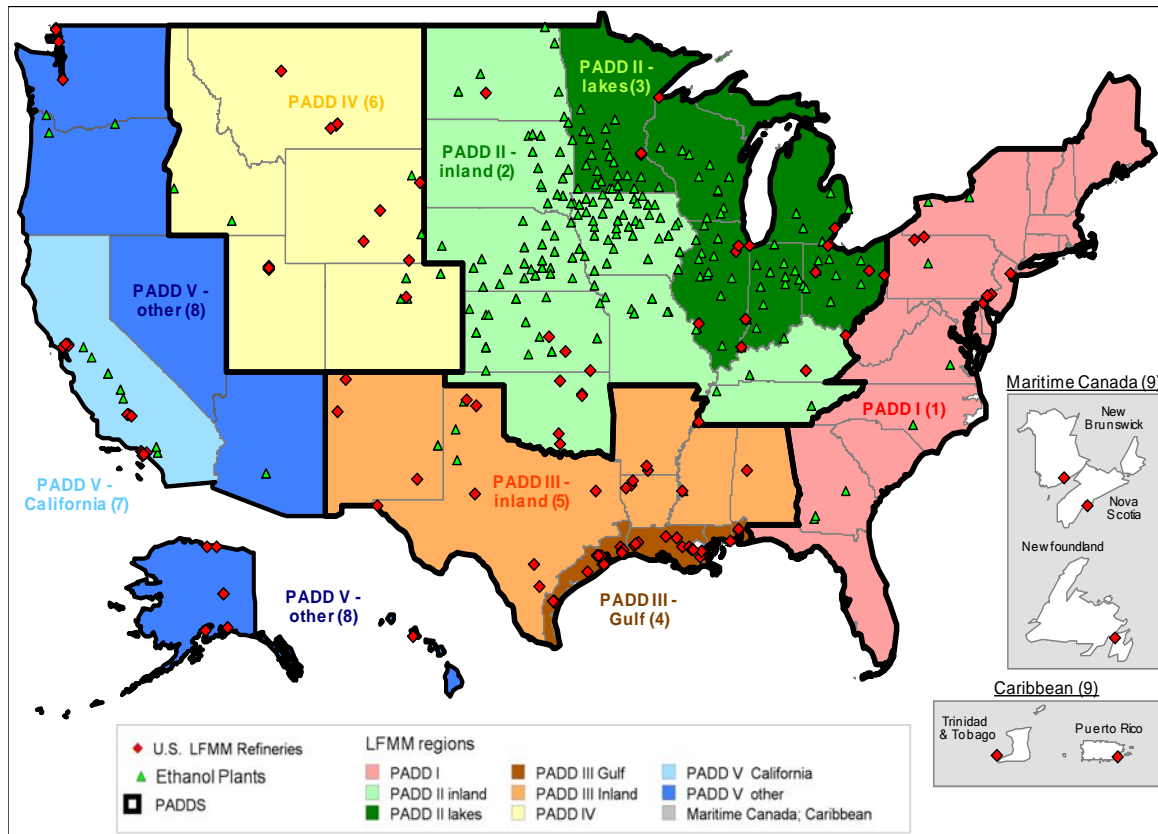 PADD II -
lakes (3)
PADD IV (6)
PADD II -
inland (2)
PADD V -
other (8)
Maritime Canada (9)
New
Brunswick
PADD I (1)
PADD V -
California (7)
PADD III -
inland (5)
Nova
Scotia
Newfoundland
PADD V -
other (8)
PADD III -
Gulf (4)
Caribbean (9)
Trinidad
& Tobago
Puerto Rico
U.S. LFMM Refineries
Ethanol Plants
PADDS
LFMM regions
PADD I
PADD II inland
PADD II lakes
PADD III Gulf
PADD III Inland
PADD IV
PADD V California
PADD V other
Maritime Canada; Caribbean